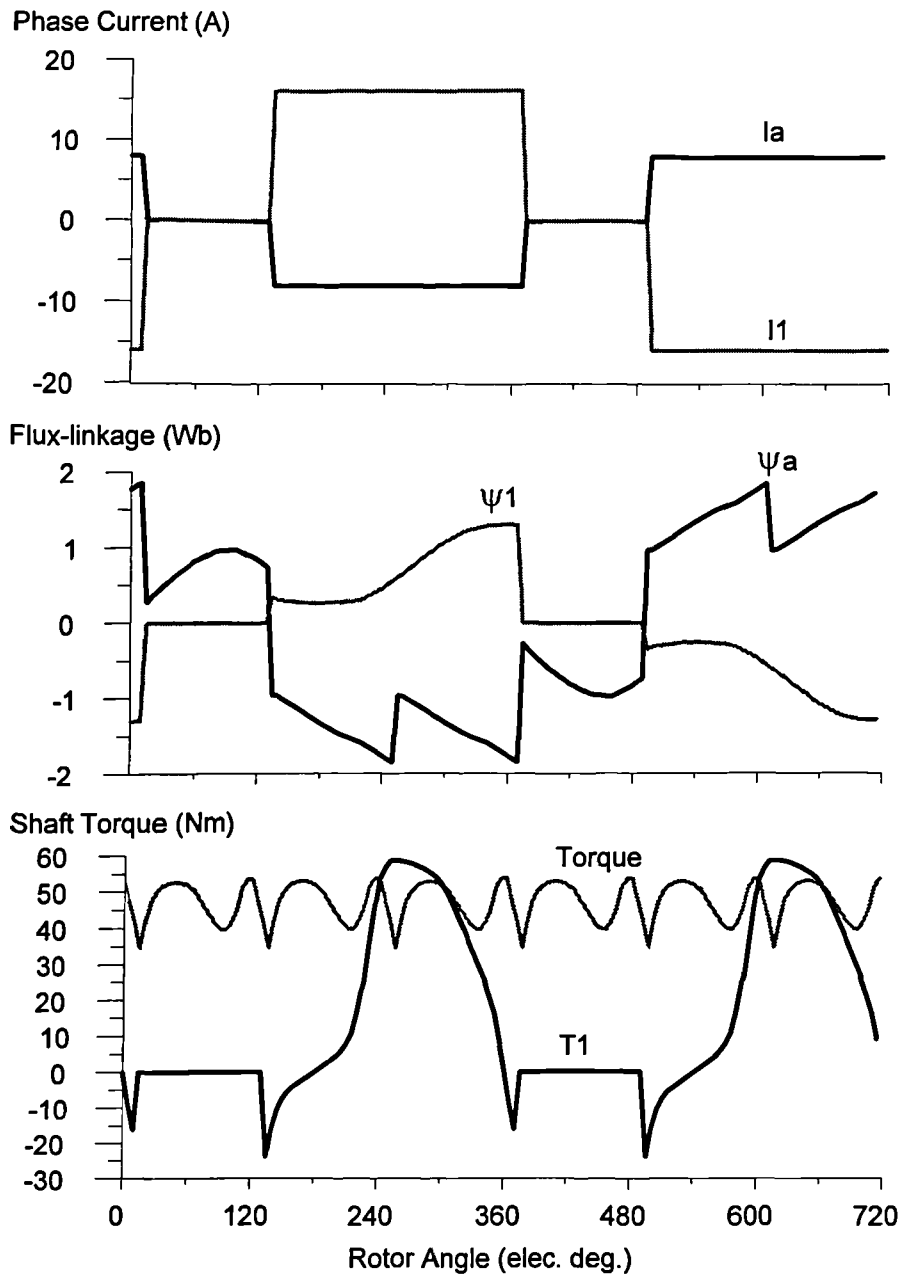 Phase Current (A)
20
10
0
-10
-20
Ia
I1
Flux-linkage (Wb)
2
1
0
-1
-2
Ψ1
Ψa
Shaft Torque (Nm)
60
50
40
30
20
10
0
-10
-20
-30
Torque
T1
0 120 240 360 480 600 720
Rotor Angle (elec. deg.)